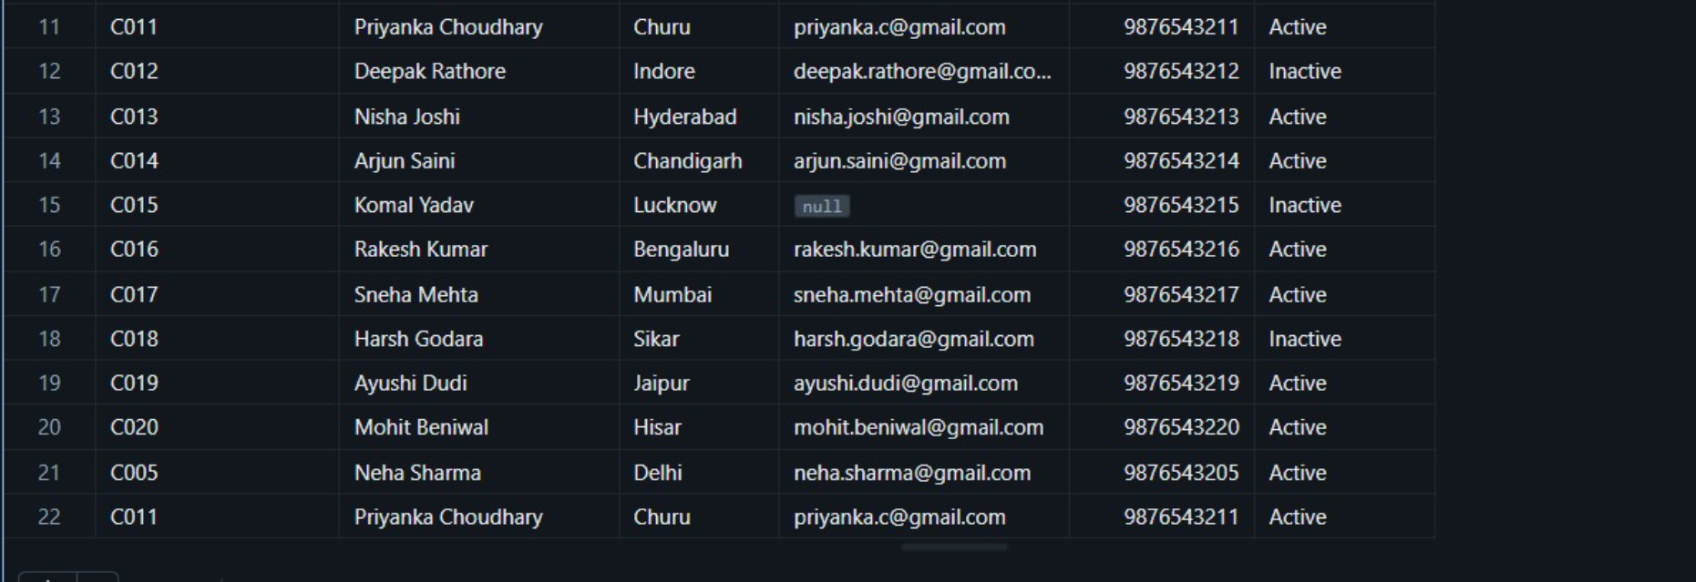 11 C011 Priyanka Choudhary Churu priyanka.c@gmail.com 9876543211 Active
12 C012 Deepak Rathore Indore deepak.rathore@gmail.co... 9876543212 Inactive
13 C013 Nisha Joshi Hyderabad nisha.joshi@gmail.com 9876543213 Active
14 C014 Arjun Saini Chandigarh arjun.saini@gmail.com 9876543214 Active
15 C015 Komal Yadav Lucknow null 9876543215 Inactive
16 C016 Rakesh Kumar Bengaluru rakesh.kumar@gmail.com 9876543216 Active
17 C017 Sneha Mehta Mumbai sneha.mehta@gmail.com 9876543217 Active
18 C018 Harsh Godara Sikar harsh.godara@gmail.com 9876543218 Inactive
19 C019 Ayushi Dudi Jaipur ayushi.dudi@gmail.com 9876543219 Active
20 C020 Mohit Beniwal Hisar mohit.beniwal@gmail.com 9876543220 Active
21 C005 Neha Sharma Delhi neha.sharma@gmail.com 9876543205 Active
22 C011 Priyanka Choudhary Churu priyanka.c@gmail.com 9876543211 Active